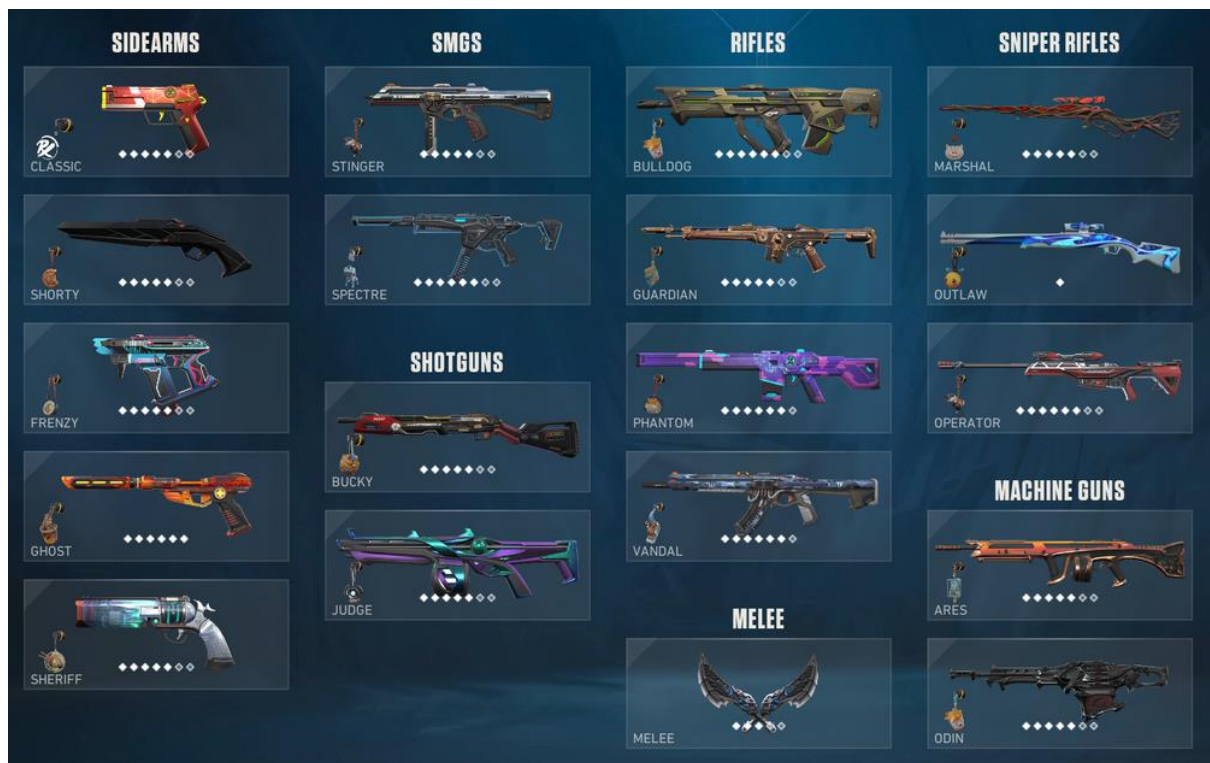 SIDEARMS
CLASSIC
SHORTY
FRENZY
GHOST
SHERIFF
SMGS
STINGER
SPECTRE
SHOTGUNS
BUCKY
JUDGE
RIFLES
BULLDOG
GUARDIAN
PHANTOM
VANDAL
MELEE
MELEE
SNIPER RIFLES
MARSHAL
OUTLAW
OPERATOR
MACHINE GUNS
ARES
ODIN